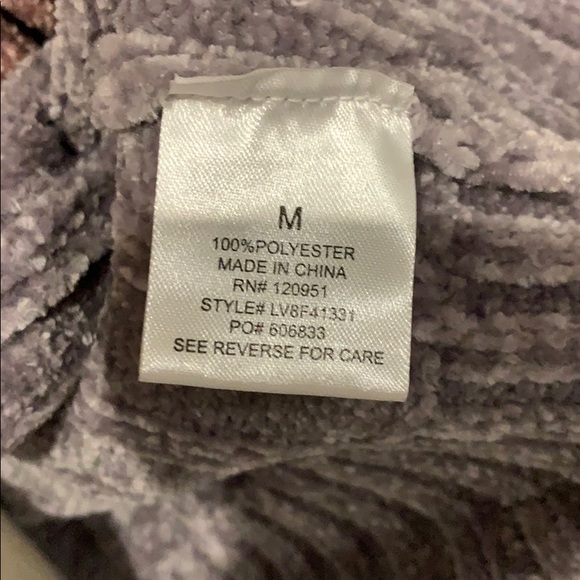 M
100%POLYESTER
MADE IN CHINA
RN# 120951
STYLE# LV8F41331
PO# 606833
SEE REVERSE FOR CARE